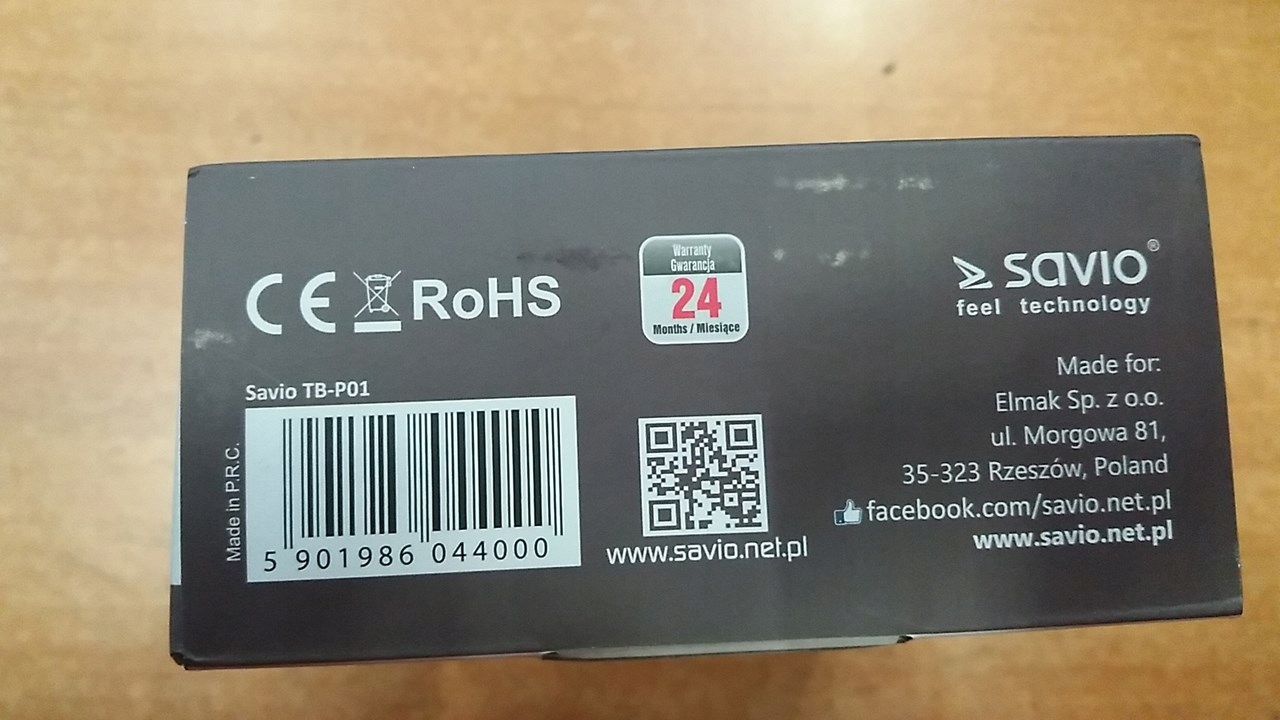 CE RoHS
Warranty
Gwarancja
24
Months / Miesiące
savio®
feel technology
Savio TB-P01
Made in P.R.C.
5 901986 044000
www.savio.net.pl
Made for:
Elmak Sp. z o.o.
ul. Morgowa 81,
35-323 Rzeszów, Poland
facebook.com/savio.net.pl
www.savio.net.pl